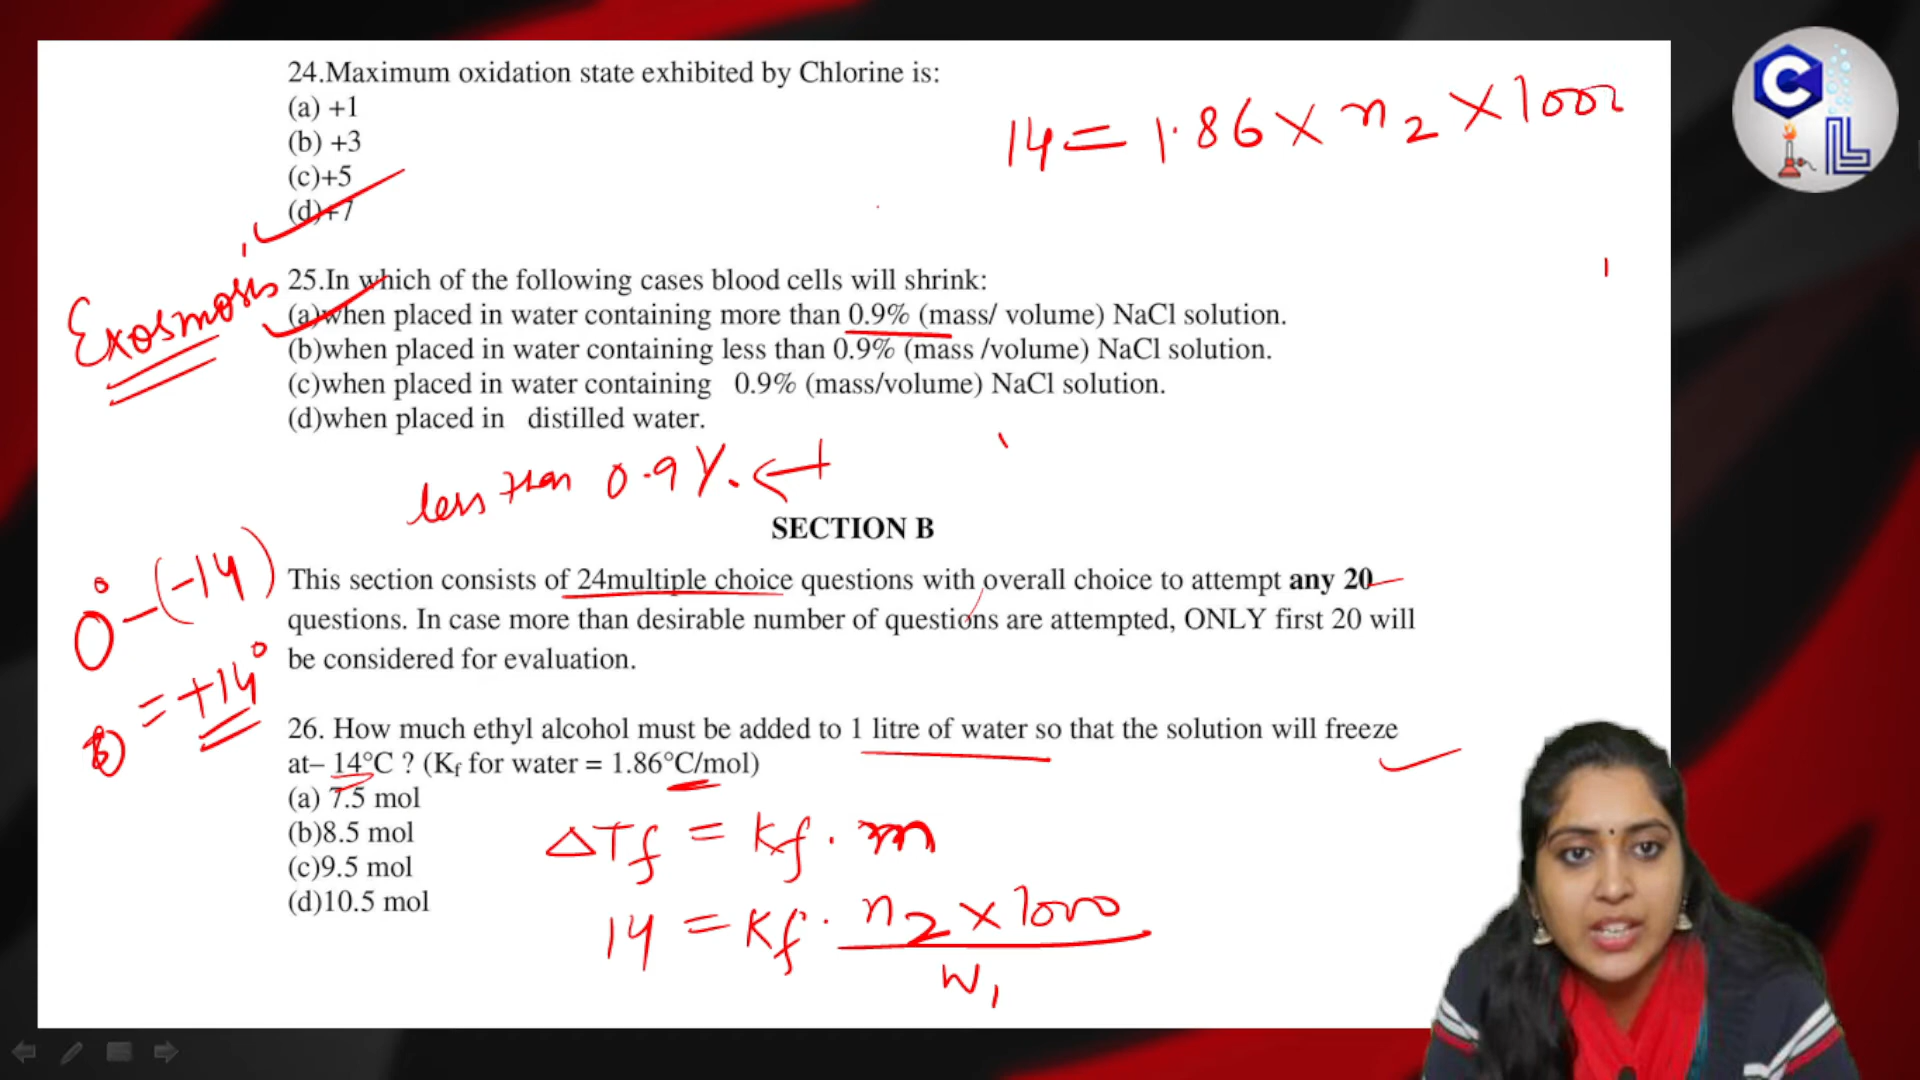 24.Maximum oxidation state exhibited by Chlorine is:
(a) +1
(b) +3
(c)+5
(d)+7
14 = 1.86 × n2 × 1000
C
L
Exosmosis
25.In which of the following cases blood cells will shrink:
(a)when placed in water containing more than 0.9% (mass/ volume) NaCl solution.
(b)when placed in water containing less than 0.9% (mass /volume) NaCl solution.
(c)when placed in water containing 0.9% (mass/volume) NaCl solution.
(d)when placed in distilled water.
less than 0.9%.
SECTION B
This section consists of 24multiple choice questions with overall choice to attempt any 20
questions. In case more than desirable number of questions are attempted, ONLY first 20 will
be considered for evaluation.
0° - (-14)
= +14°
26. How much ethyl alcohol must be added to 1 litre of water so that the solution will freeze
at– 14°C ? (Kf for water = 1.86°C/mol)
(a) 7.5 mol
(b)8.5 mol
(c)9.5 mol
(d)10.5 mol
ΔTf = Kf . m
14 = Kf . n2 × 1000
W1